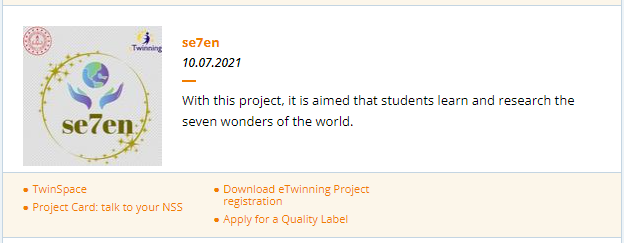 Twinning
se7en
se7en
10.07.2021
With this project, it is aimed that students learn and research the
seven wonders of the world.
TwinSpace
Project Card: talk to your NSS
Download eTwinning Project
registration
Apply for a Quality Label